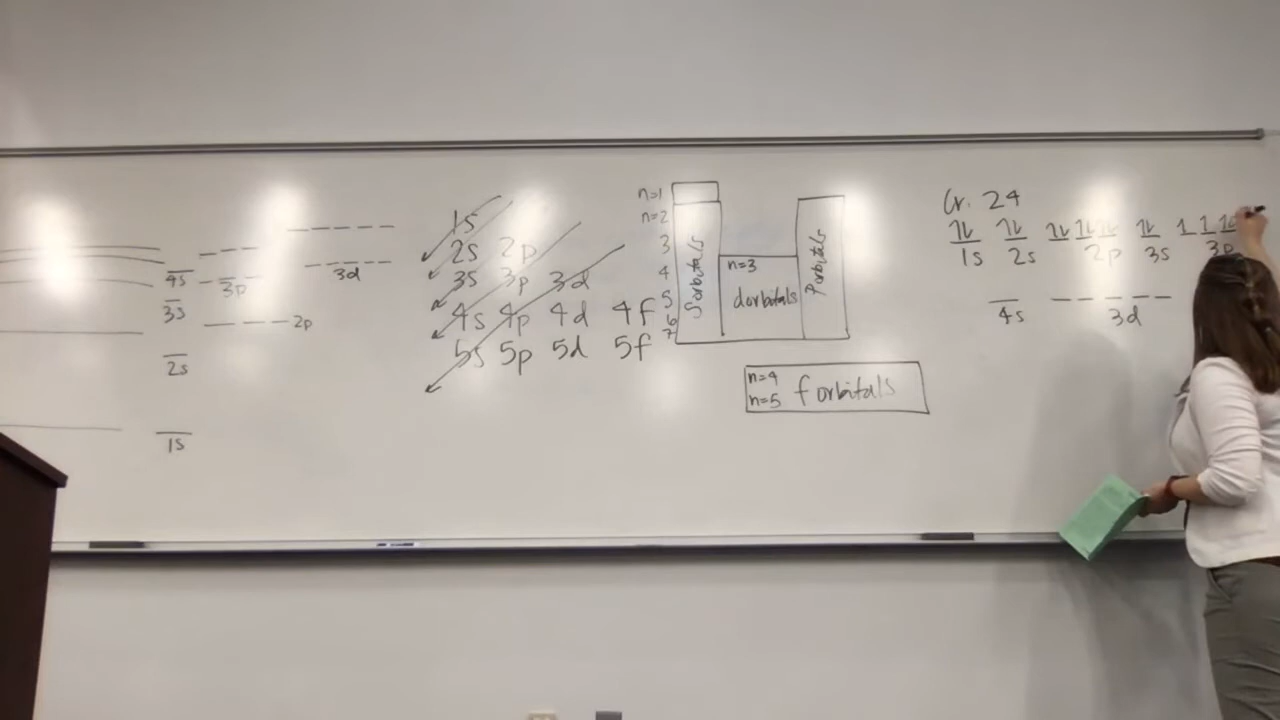 4s
3p
3d
3s
2p
2s
1s
1s
2s 2p
3s 3p 3d
4s 4p 4d 4f
5s 5p 5d 5f
n=1
n=2
3
4
5
6
7
S orbitals
n=3
d orbitals
P orbitals
n=4
n=5
f orbitals
Cr. 24
1s 2s 2p 3s 3p
4s 3d